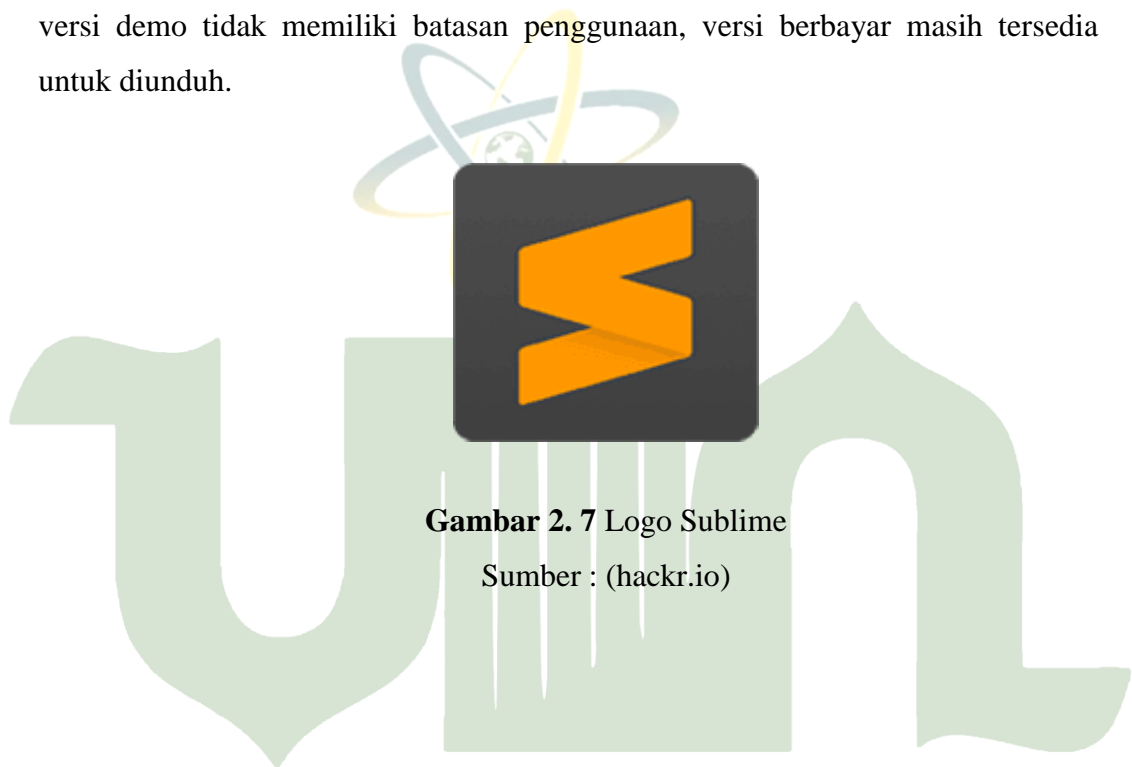 versi demo tidak memiliki batasan penggunaan, versi berbayar masih tersedia
untuk diunduh.
Gambar 2. 7 Logo Sublime
Sumber : (hackr.io)